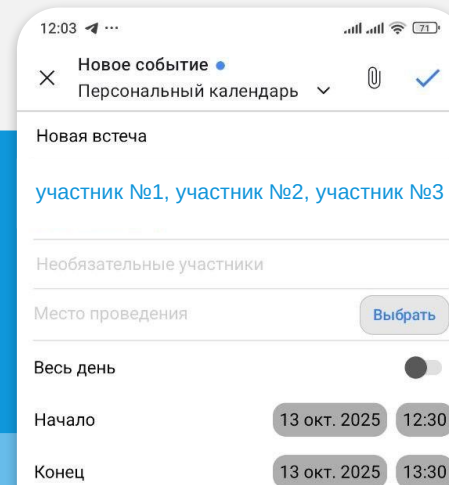 12:03 ... 71
Новое событие
Персональный календарь
Новая встеча
участник №1, участник №2, участник №3
Необязательные участники
Место проведения Выбрать
Весь день
Начало 13 окт. 2025 12:30
Конец 13 окт. 2025 13:30